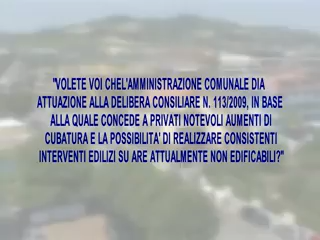 "VOLETE VOI CHEL'AMMINISTRAZIONE COMUNALE DIA
ATTUAZIONE ALLA DELIBERA CONSILIARE N. 113/2009, IN BASE
ALLA QUALE CONCEDE A PRIVATI NOTEVOLI AUMENTI DI
CUBATURA E LA POSSIBILITA' DI REALIZZARE CONSISTENTI
INTERVENTI EDILIZI SU ARE ATTUALMENTE NON EDIFICABILI?"